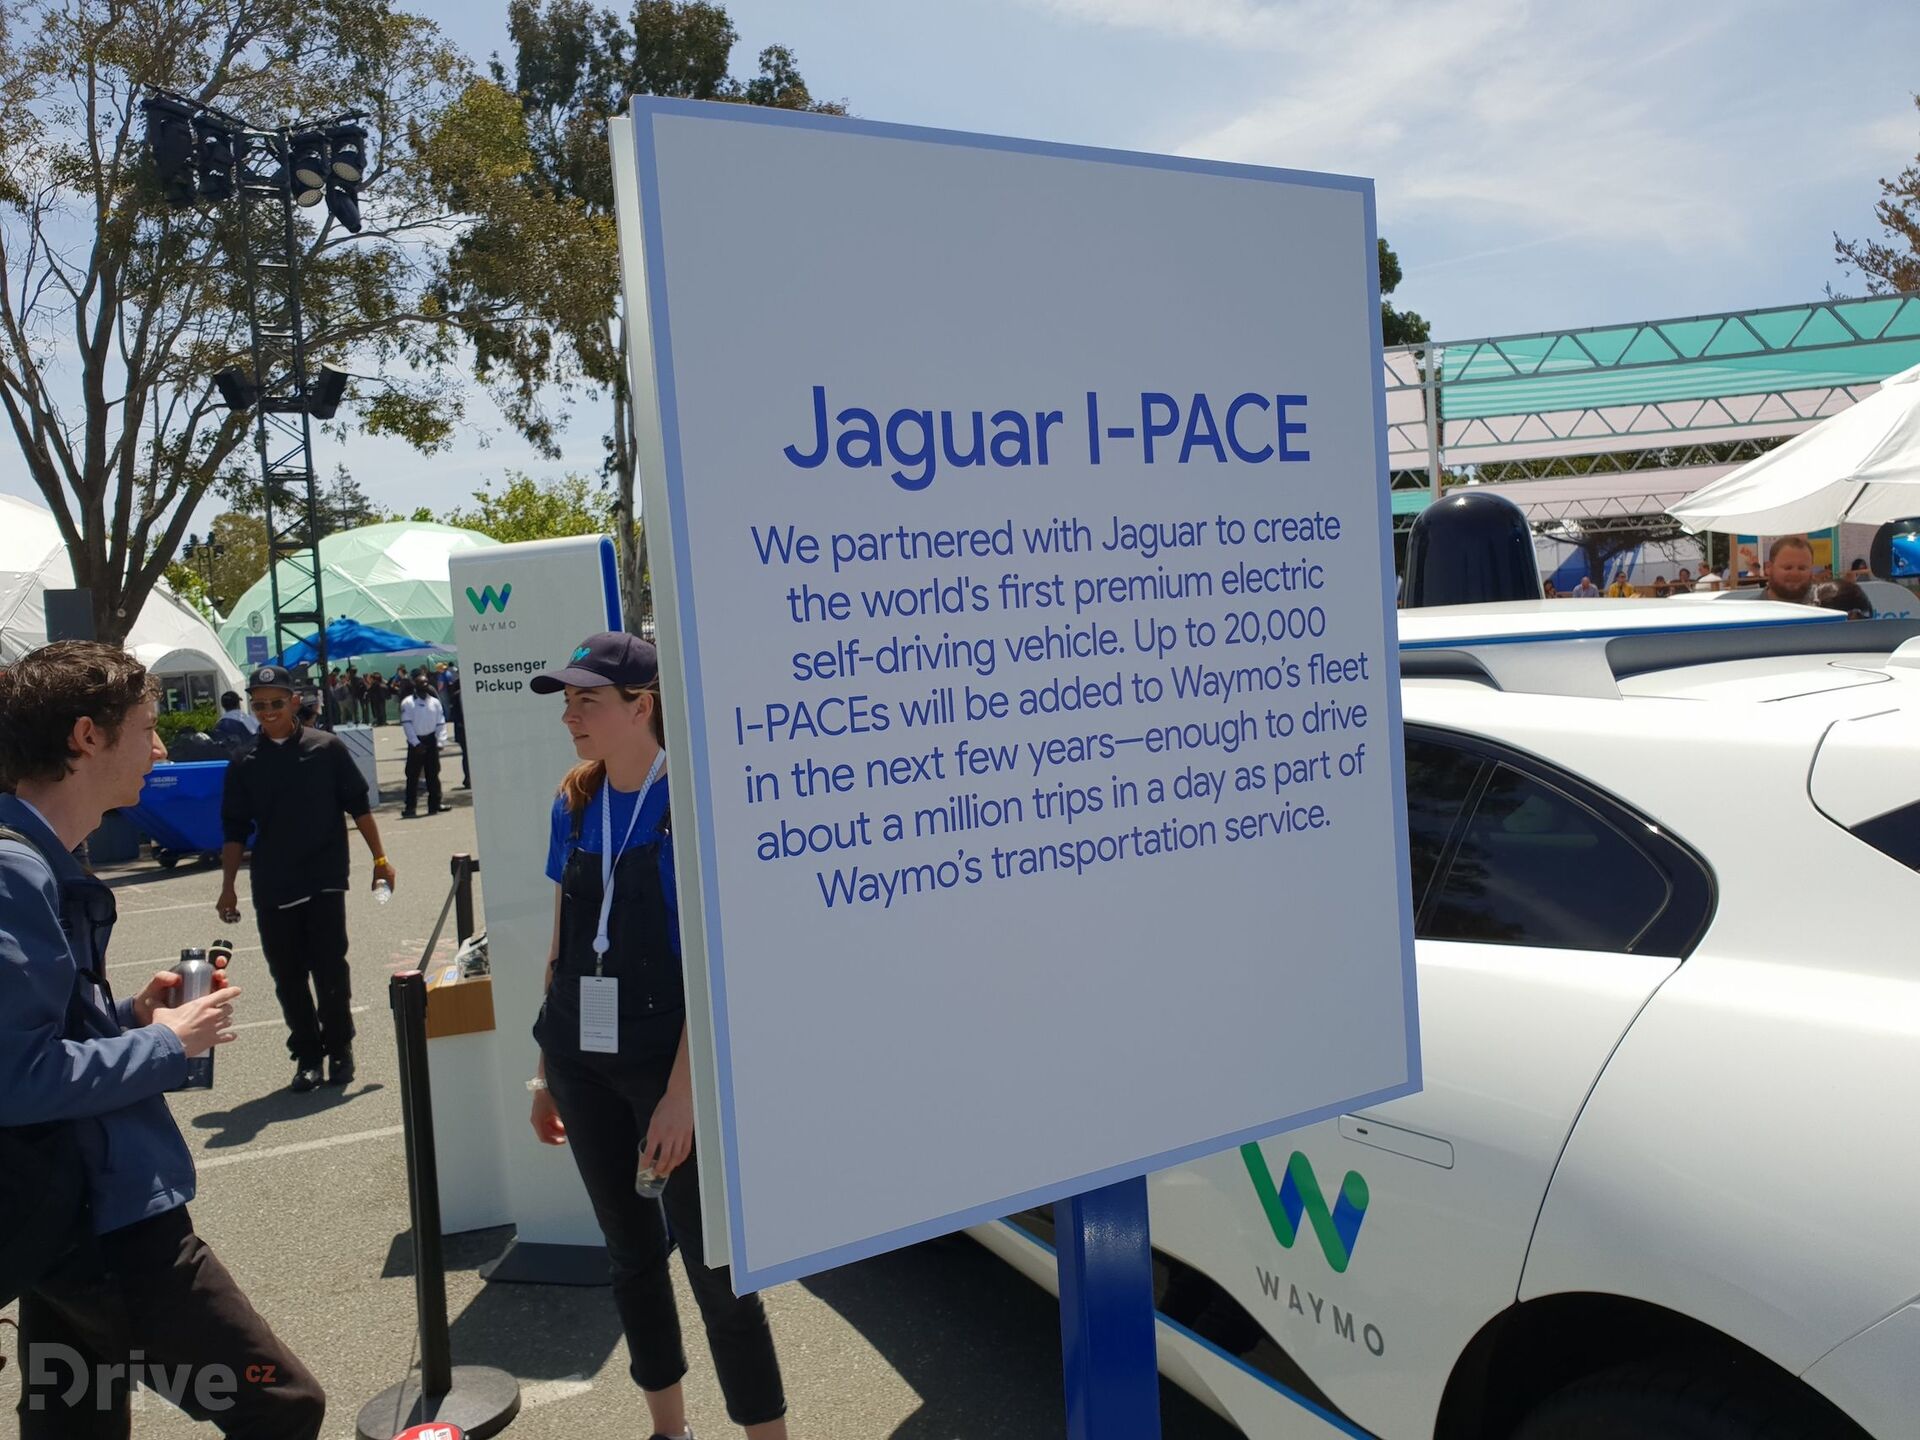 Jaguar I-PACE
We partnered with Jaguar to create
the world's first premium electric
self-driving vehicle. Up to 20,000
I-PACEs will be added to Waymo's fleet
in the next few years—enough to drive
about a million trips in a day as part of
Waymo's transportation service.
WAYMO
Passenger
Pickup
WAYMO
F
Drive CZ